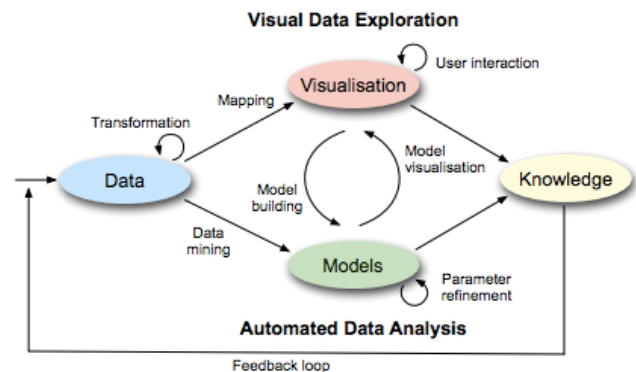 Visual Data Exploration
User interaction
Visualisation
Mapping
Transformation
Model
visualisation
Data
Knowledge
Model
building
Data
mining
Models
Parameter
refinement
Automated Data Analysis
Feedback loop